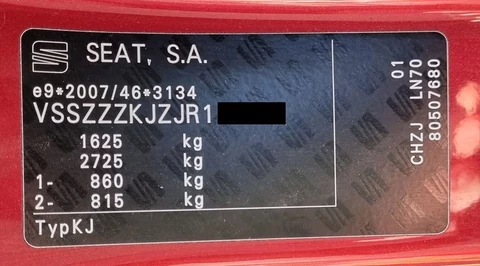 SEAT, S.A.
e9*2007/46*3134
VSSZZZKJZJR1
1625 kg
2725 kg
1- 860 kg
2- 815 kg
TypKJ
01
CHZJ LN70
80507680